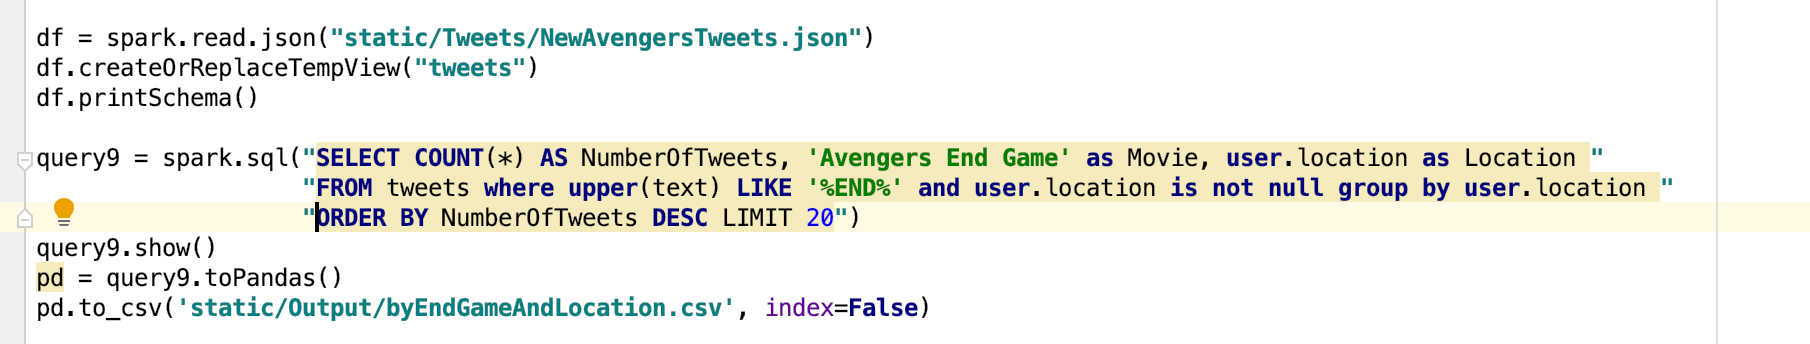 df = spark.read.json("static/Tweets/NewAvengersTweets.json")
df.createOrReplaceTempView("tweets")
df.printSchema()
query9 = spark.sql("SELECT COUNT(*) AS NumberOfTweets, 'Avengers End Game' as Movie, user.location as Location "
"FROM tweets where upper(text) LIKE '%END%' and user.location is not null group by user.location "
"ORDER BY NumberOfTweets DESC LIMIT 20")
query9.show()
pd = query9.toPandas()
pd.to_csv('static/Output/byEndGameAndLocation.csv', index=False)